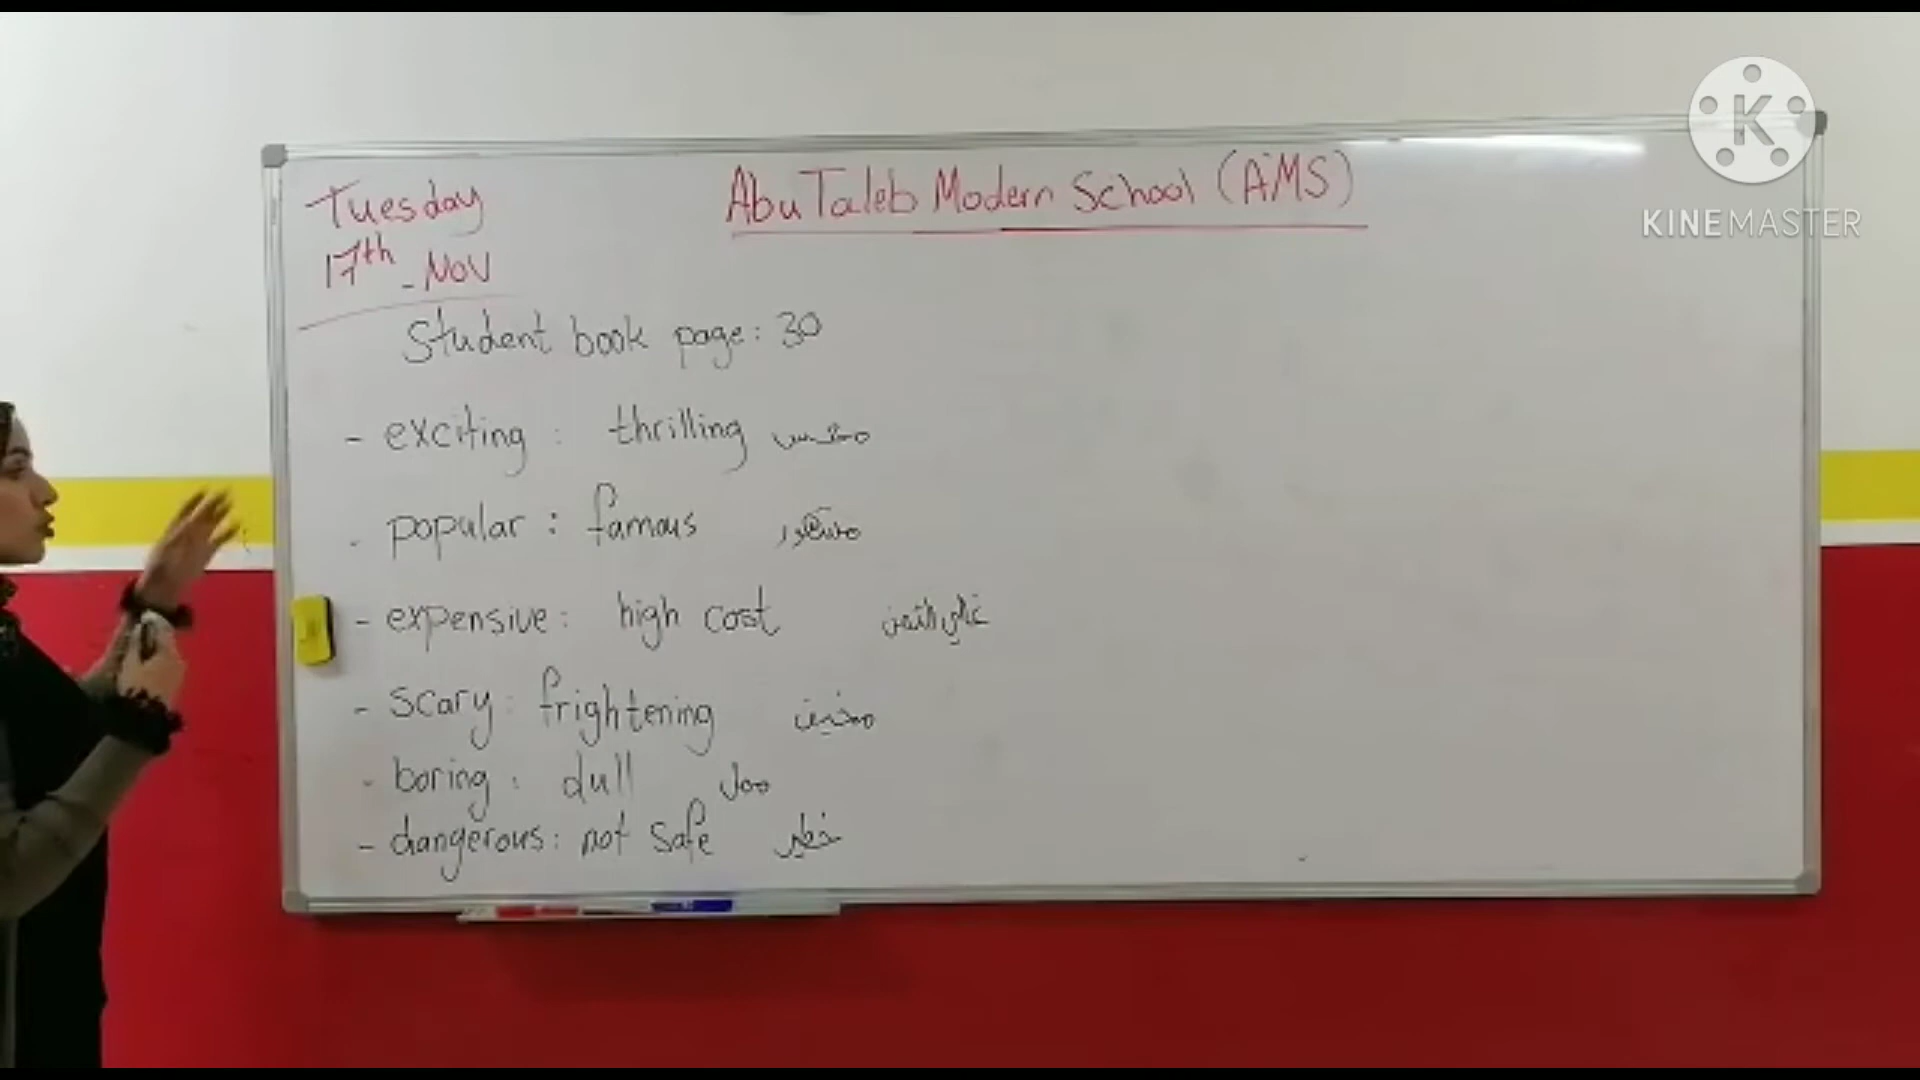 Tuesday
17th - Nov
Abu Taleb Modern School (AMS)
Student book page: 30
- exciting : thrilling متحمس
- popular : famous مشهور
- expensive : high cost غالي الثمن
- scary : frightening مخيف
- boring : dull ممل
- dangerous : not safe خطير
K
KINEMASTER